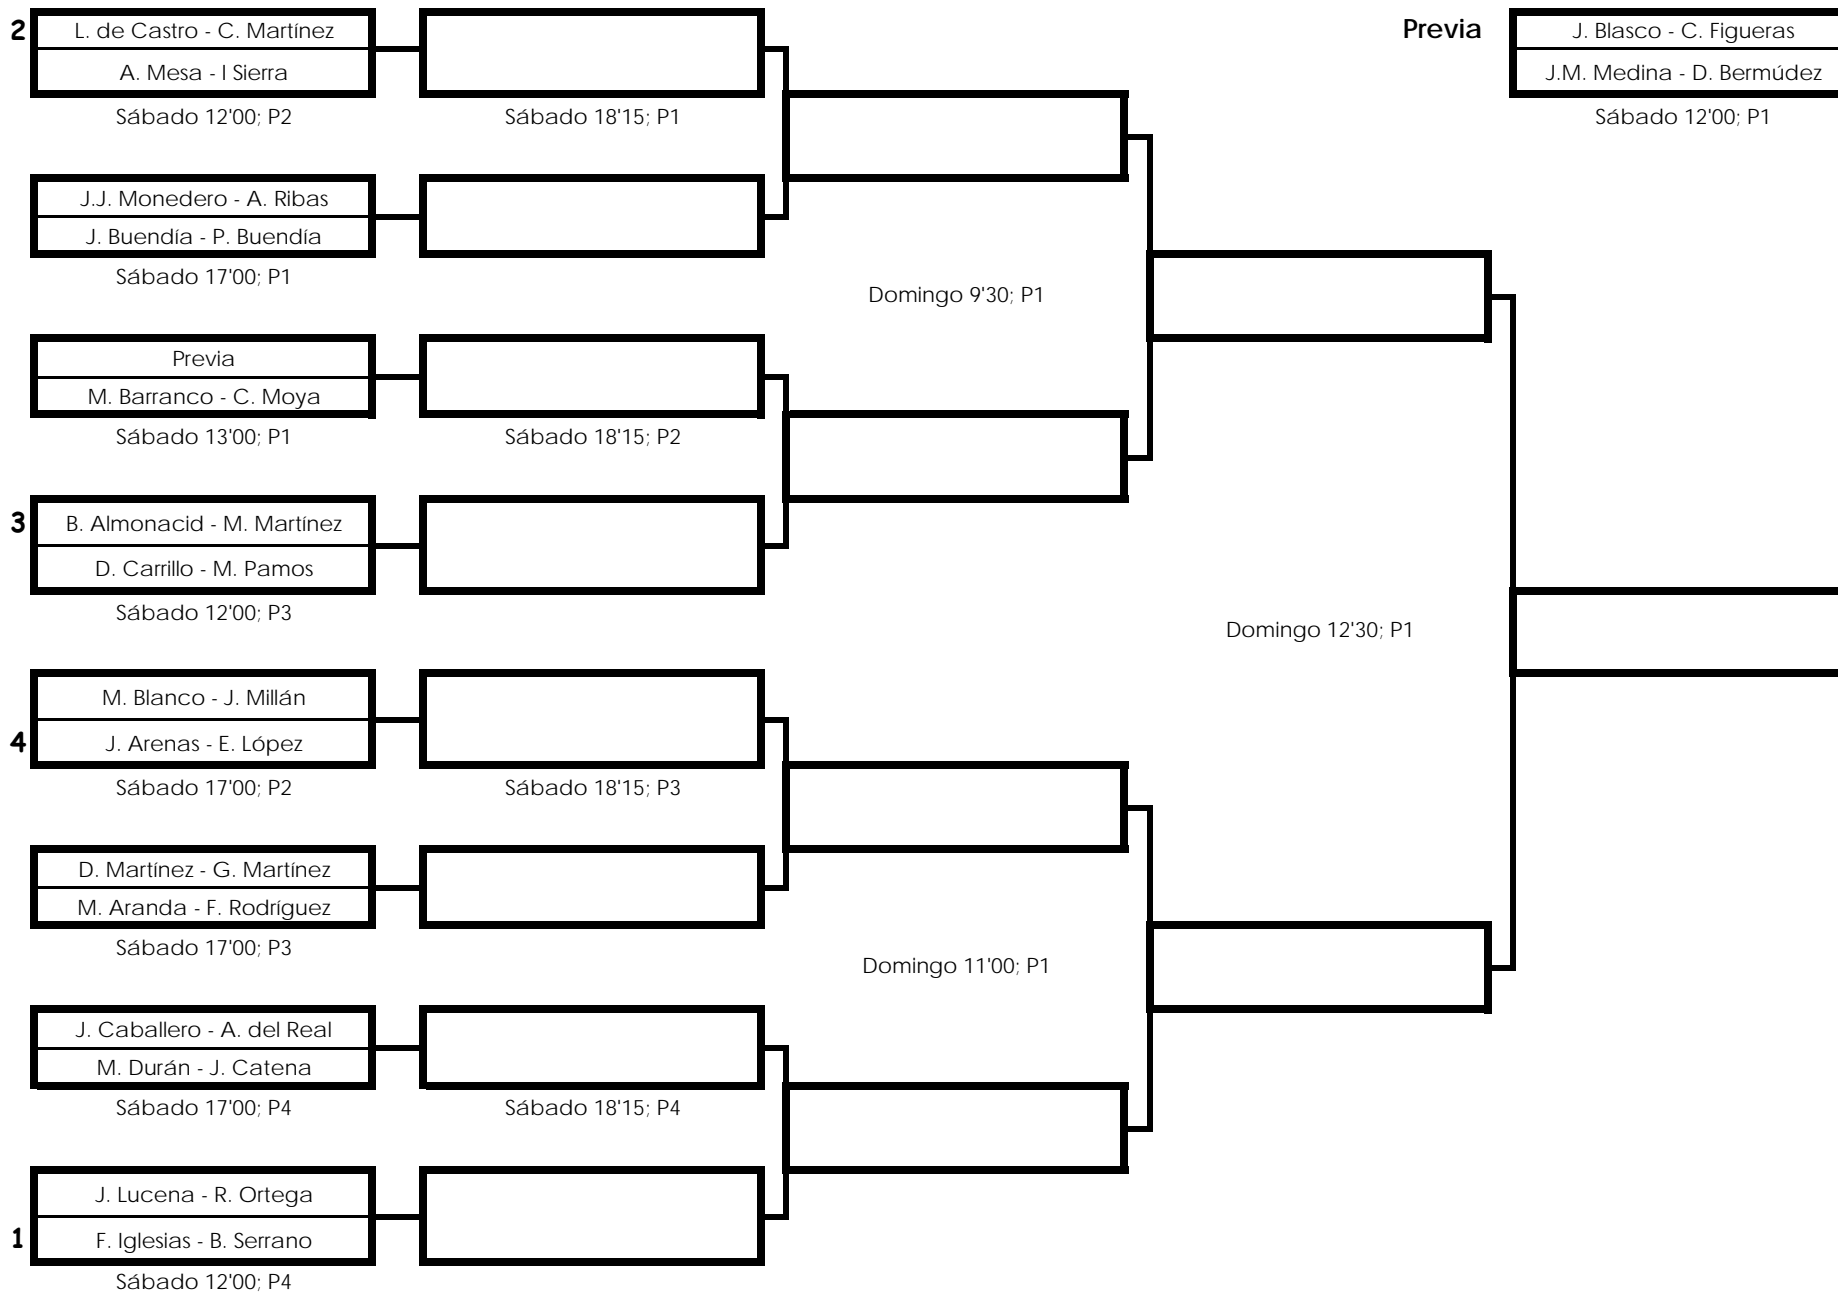 2
L. de Castro - C. Martínez
A. Mesa - I Sierra
Sábado 12'00; P2
J.J. Monedero - A. Ribas
J. Buendía - P. Buendía
Sábado 17'00; P1
Previa
M. Barranco - C. Moya
Sábado 13'00; P1
3
B. Almonacid - M. Martínez
D. Carrillo - M. Pamos
Sábado 12'00; P3
M. Blanco - J. Millán
4
J. Arenas - E. López
Sábado 17'00; P2
D. Martínez - G. Martínez
M. Aranda - F. Rodríguez
Sábado 17'00; P3
J. Caballero - A. del Real
M. Durán - J. Catena
Sábado 17'00; P4
J. Lucena - R. Ortega
1
F. Iglesias - B. Serrano
Sábado 12'00; P4
Sábado 18'15; P1
Sábado 18'15; P2
Sábado 18'15; P3
Sábado 18'15; P4
Domingo 9'30; P1
Domingo 11'00; P1
Domingo 12'30; P1
Previa
J. Blasco - C. Figueras
J.M. Medina - D. Bermúdez
Sábado 12'00; P1